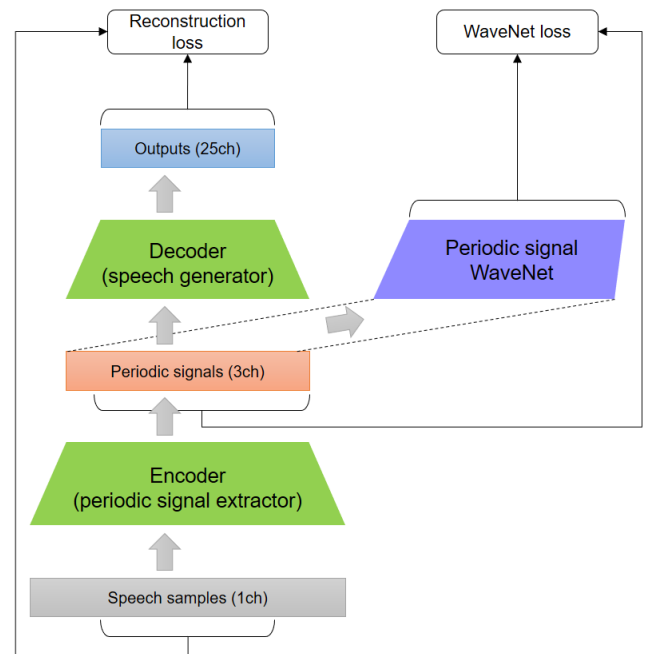 Reconstruction
loss
WaveNet loss
Outputs (25ch)
Decoder
(speech generator)
Periodic signal
WaveNet
Periodic signals (3ch)
Encoder
(periodic signal extractor)
Speech samples (1ch)